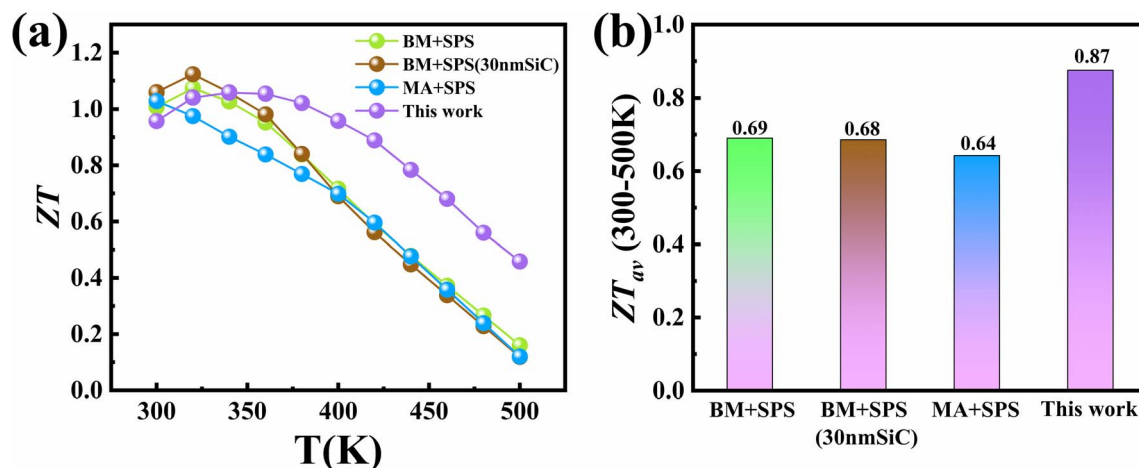 (a)
BM+SPS
BM+SPS(30nmSiC)
MA+SPS
This work
ZT
1.2
1.0
0.8
0.6
0.4
0.2
0.0
300
350
400
450
500
T(K)
(b)
ZTav (300-500K)
1.0
0.8
0.6
0.4
0.2
0.0
0.69
0.68
0.64
0.87
BM+SPS
BM+SPS
(30nmSiC)
MA+SPS
This work